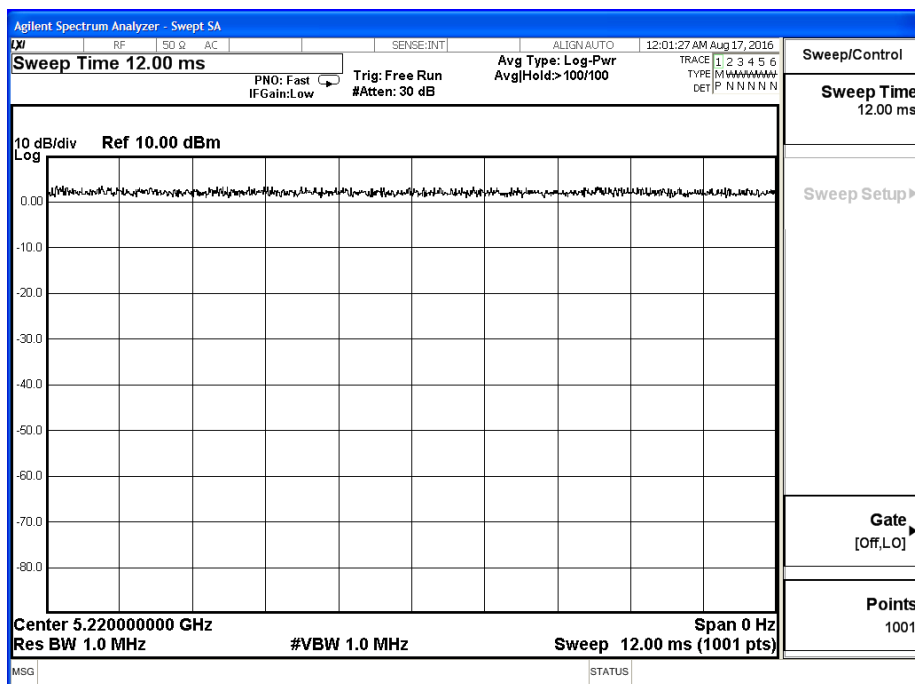 Agilent Spectrum Analyzer - Swept SA
LXI RF 50 Ω AC SENSE:INT ALIGN AUTO 12:01:27 AM Aug 17, 2016
Sweep Time 12.00 ms
PNO: Fast
IFGain:Low
Trig: Free Run
#Atten: 30 dB
Avg Type: Log-Pwr
Avg|Hold:>100/100
TRACE 1 2 3 4 5 6
TYPE M WWWWW
DET P N N N N N
10 dB/div Ref 10.00 dBm
Log
0.00
-10.0
-20.0
-30.0
-40.0
-50.0
-60.0
-70.0
-80.0
Center 5.220000000 GHz Span 0 Hz
Res BW 1.0 MHz #VBW 1.0 MHz Sweep 12.00 ms (1001 pts)
MSG STATUS
Sweep/Control
Sweep Time
12.00 ms
Sweep Setup
Gate
[Off,LO]
Points
1001